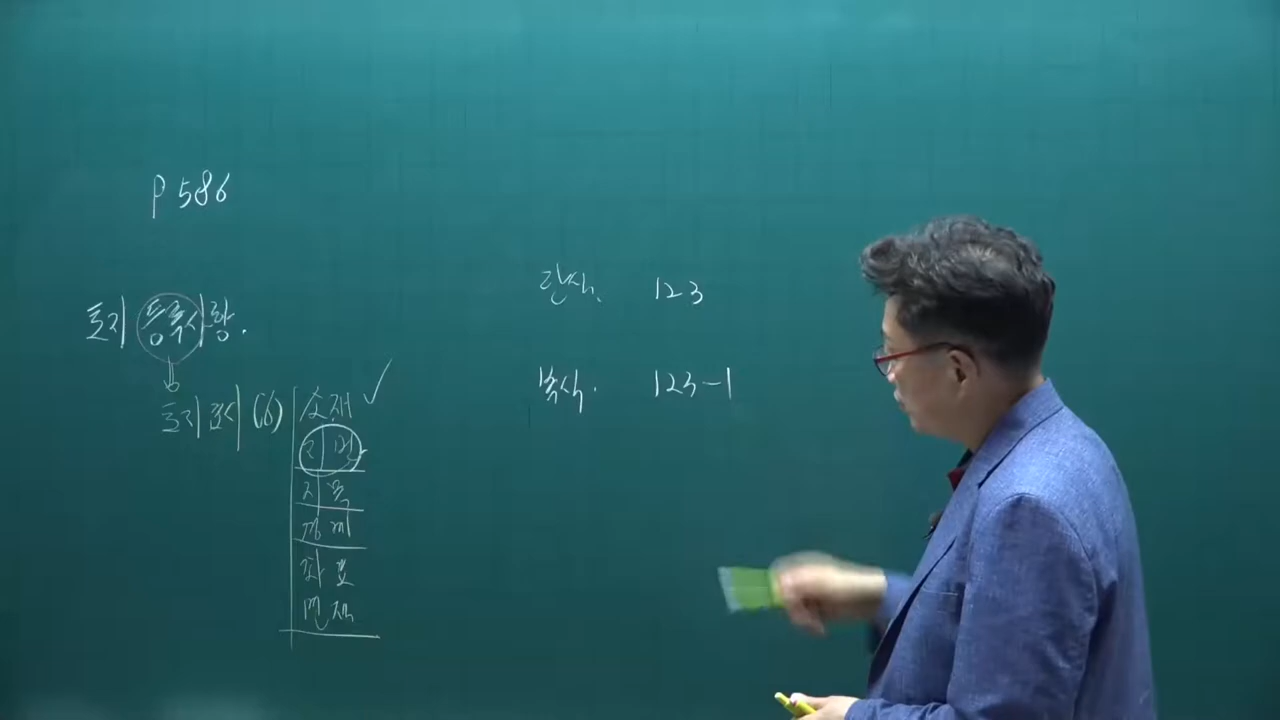 P 586
토지 등록사항.
토지표시 (6)
소재 ✓
지번
지목
경계
좌표
면적
단식. 123
복식. 123-1